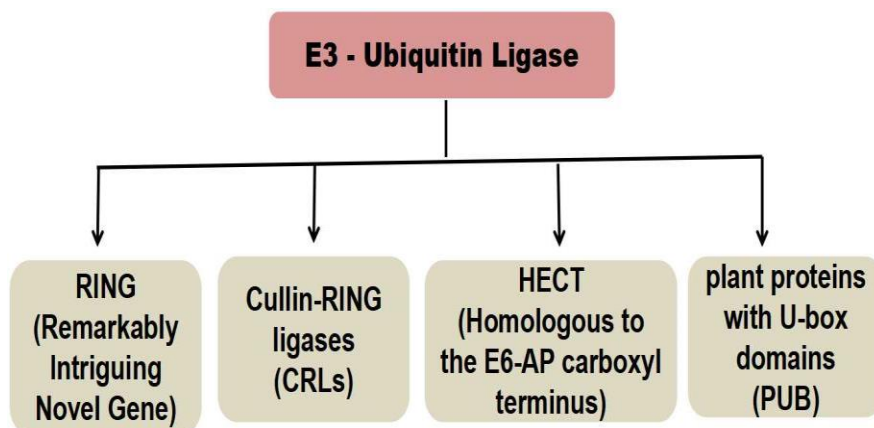 E3 - Ubiquitin Ligase
RING
(Remarkably
Intriguing
Novel Gene)
Cullin-RING
ligases
(CRLs)
HECT
(Homologous to
the E6-AP carboxyl
terminus)
plant proteins
with U-box
domains
(PUB)